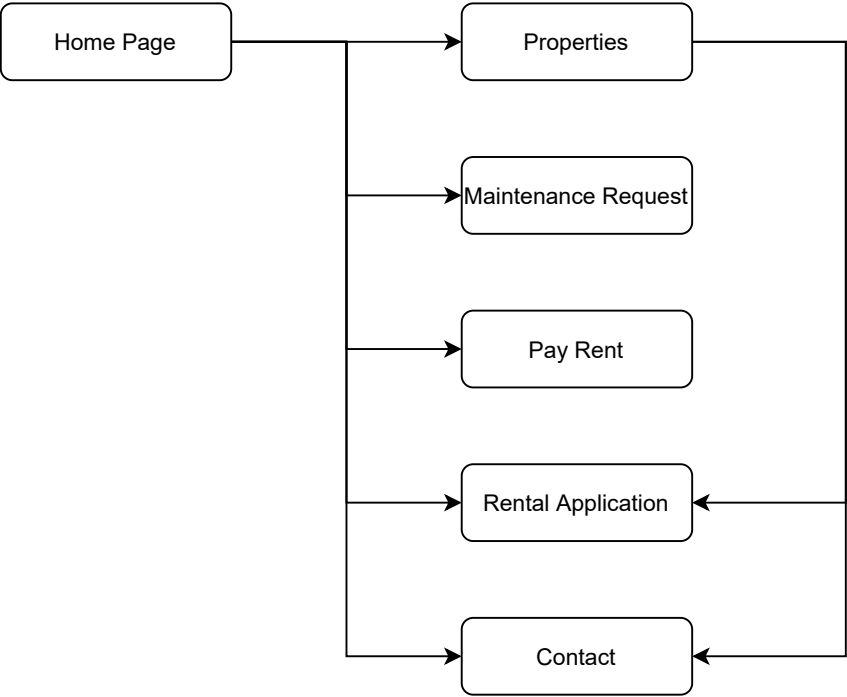 Home Page
Properties
Maintenance Request
Pay Rent
Rental Application
Contact